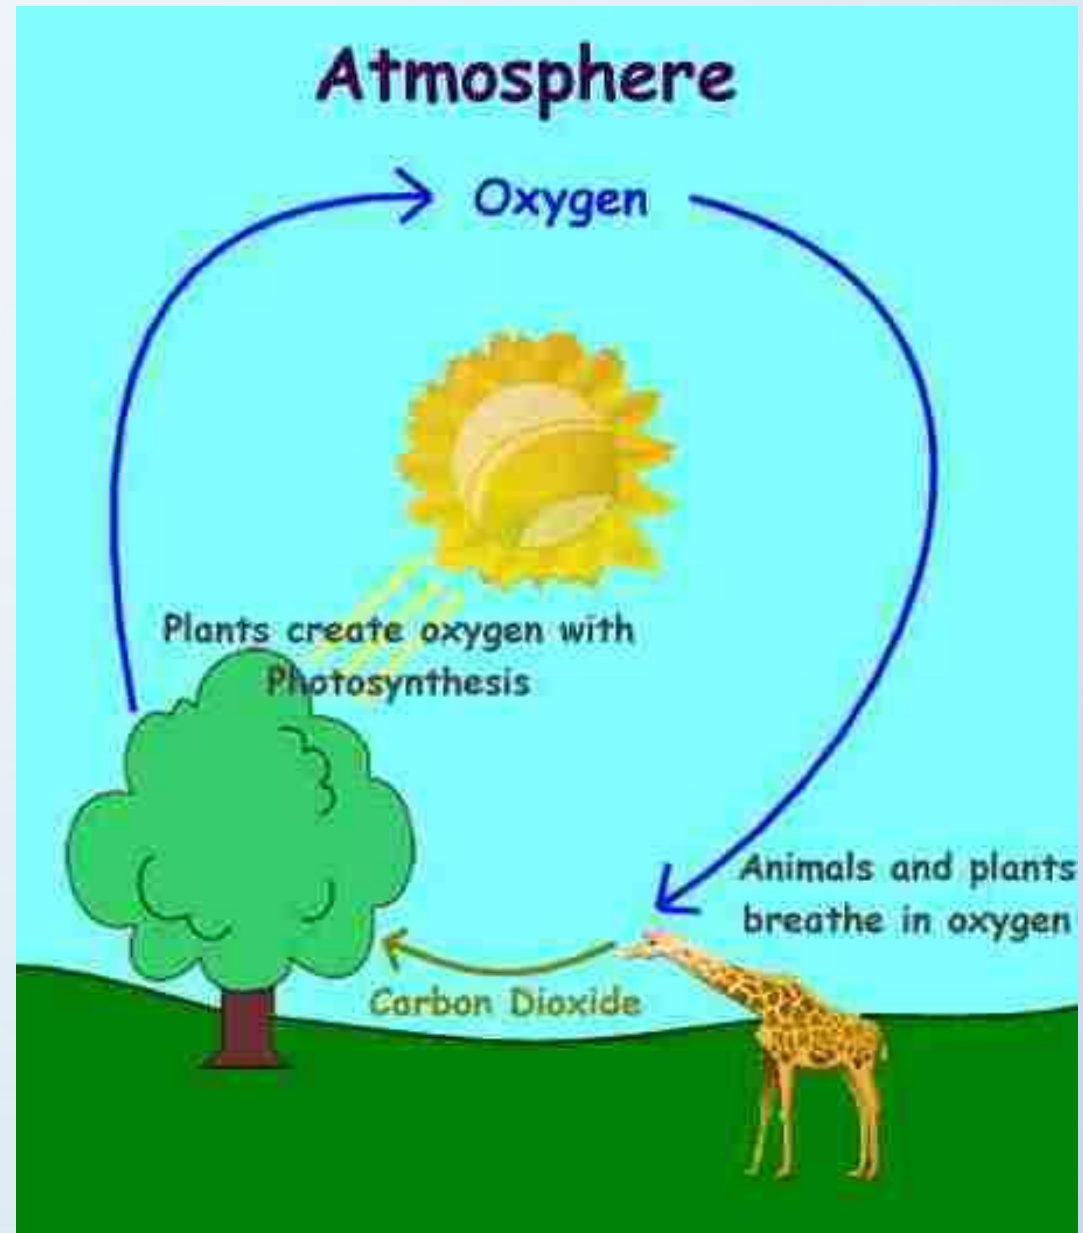 Atmosphere
Oxygen
Plants create oxygen with
Photosynthesis
Animals and plants
breathe in oxygen
Carbon Dioxide